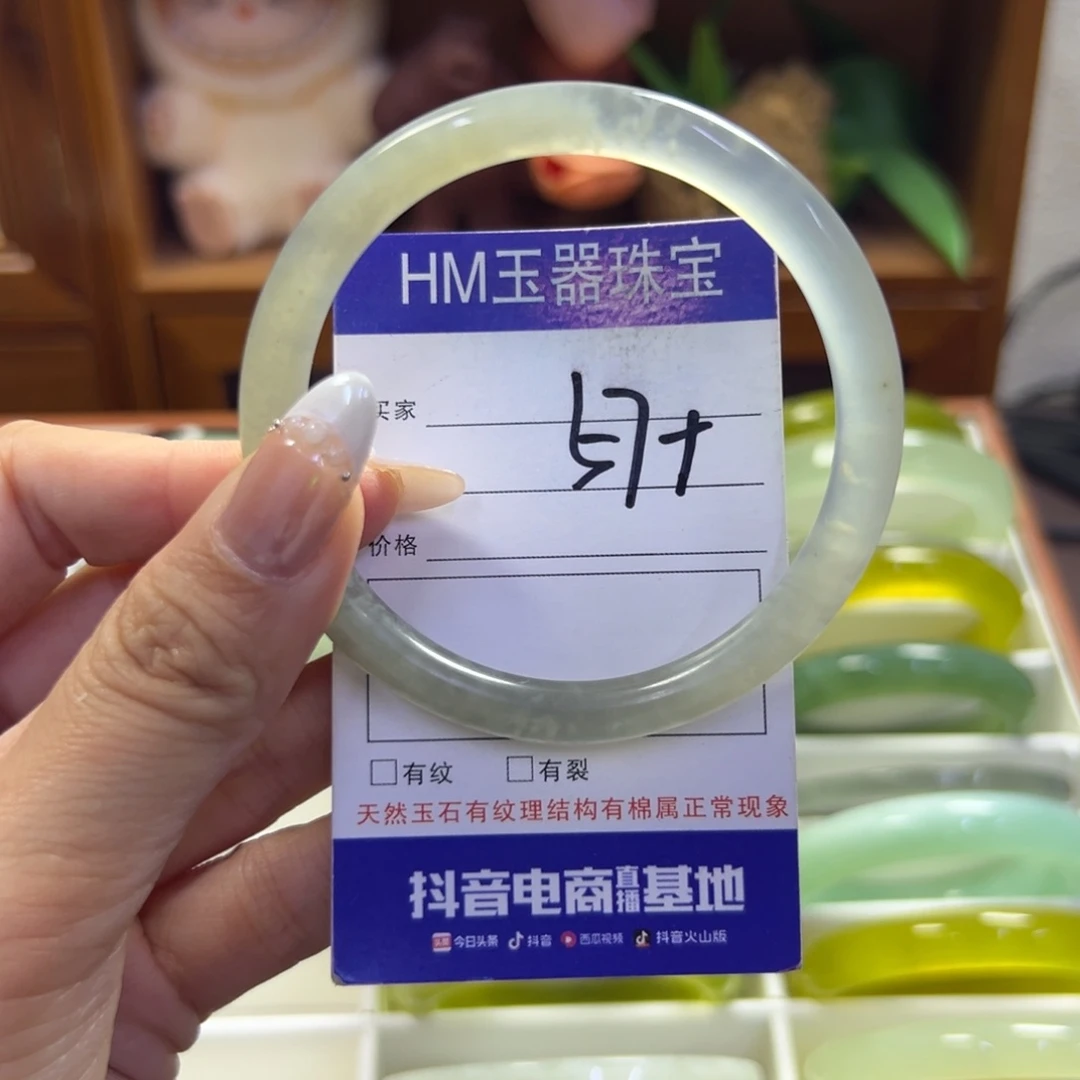 HM玉器珠宝
买家
57+
价格
有纹 有裂
天然玉石有纹理结构有棉属正常现象
抖音电商直播基地
今日头条 抖音 西瓜视频 抖音火山版